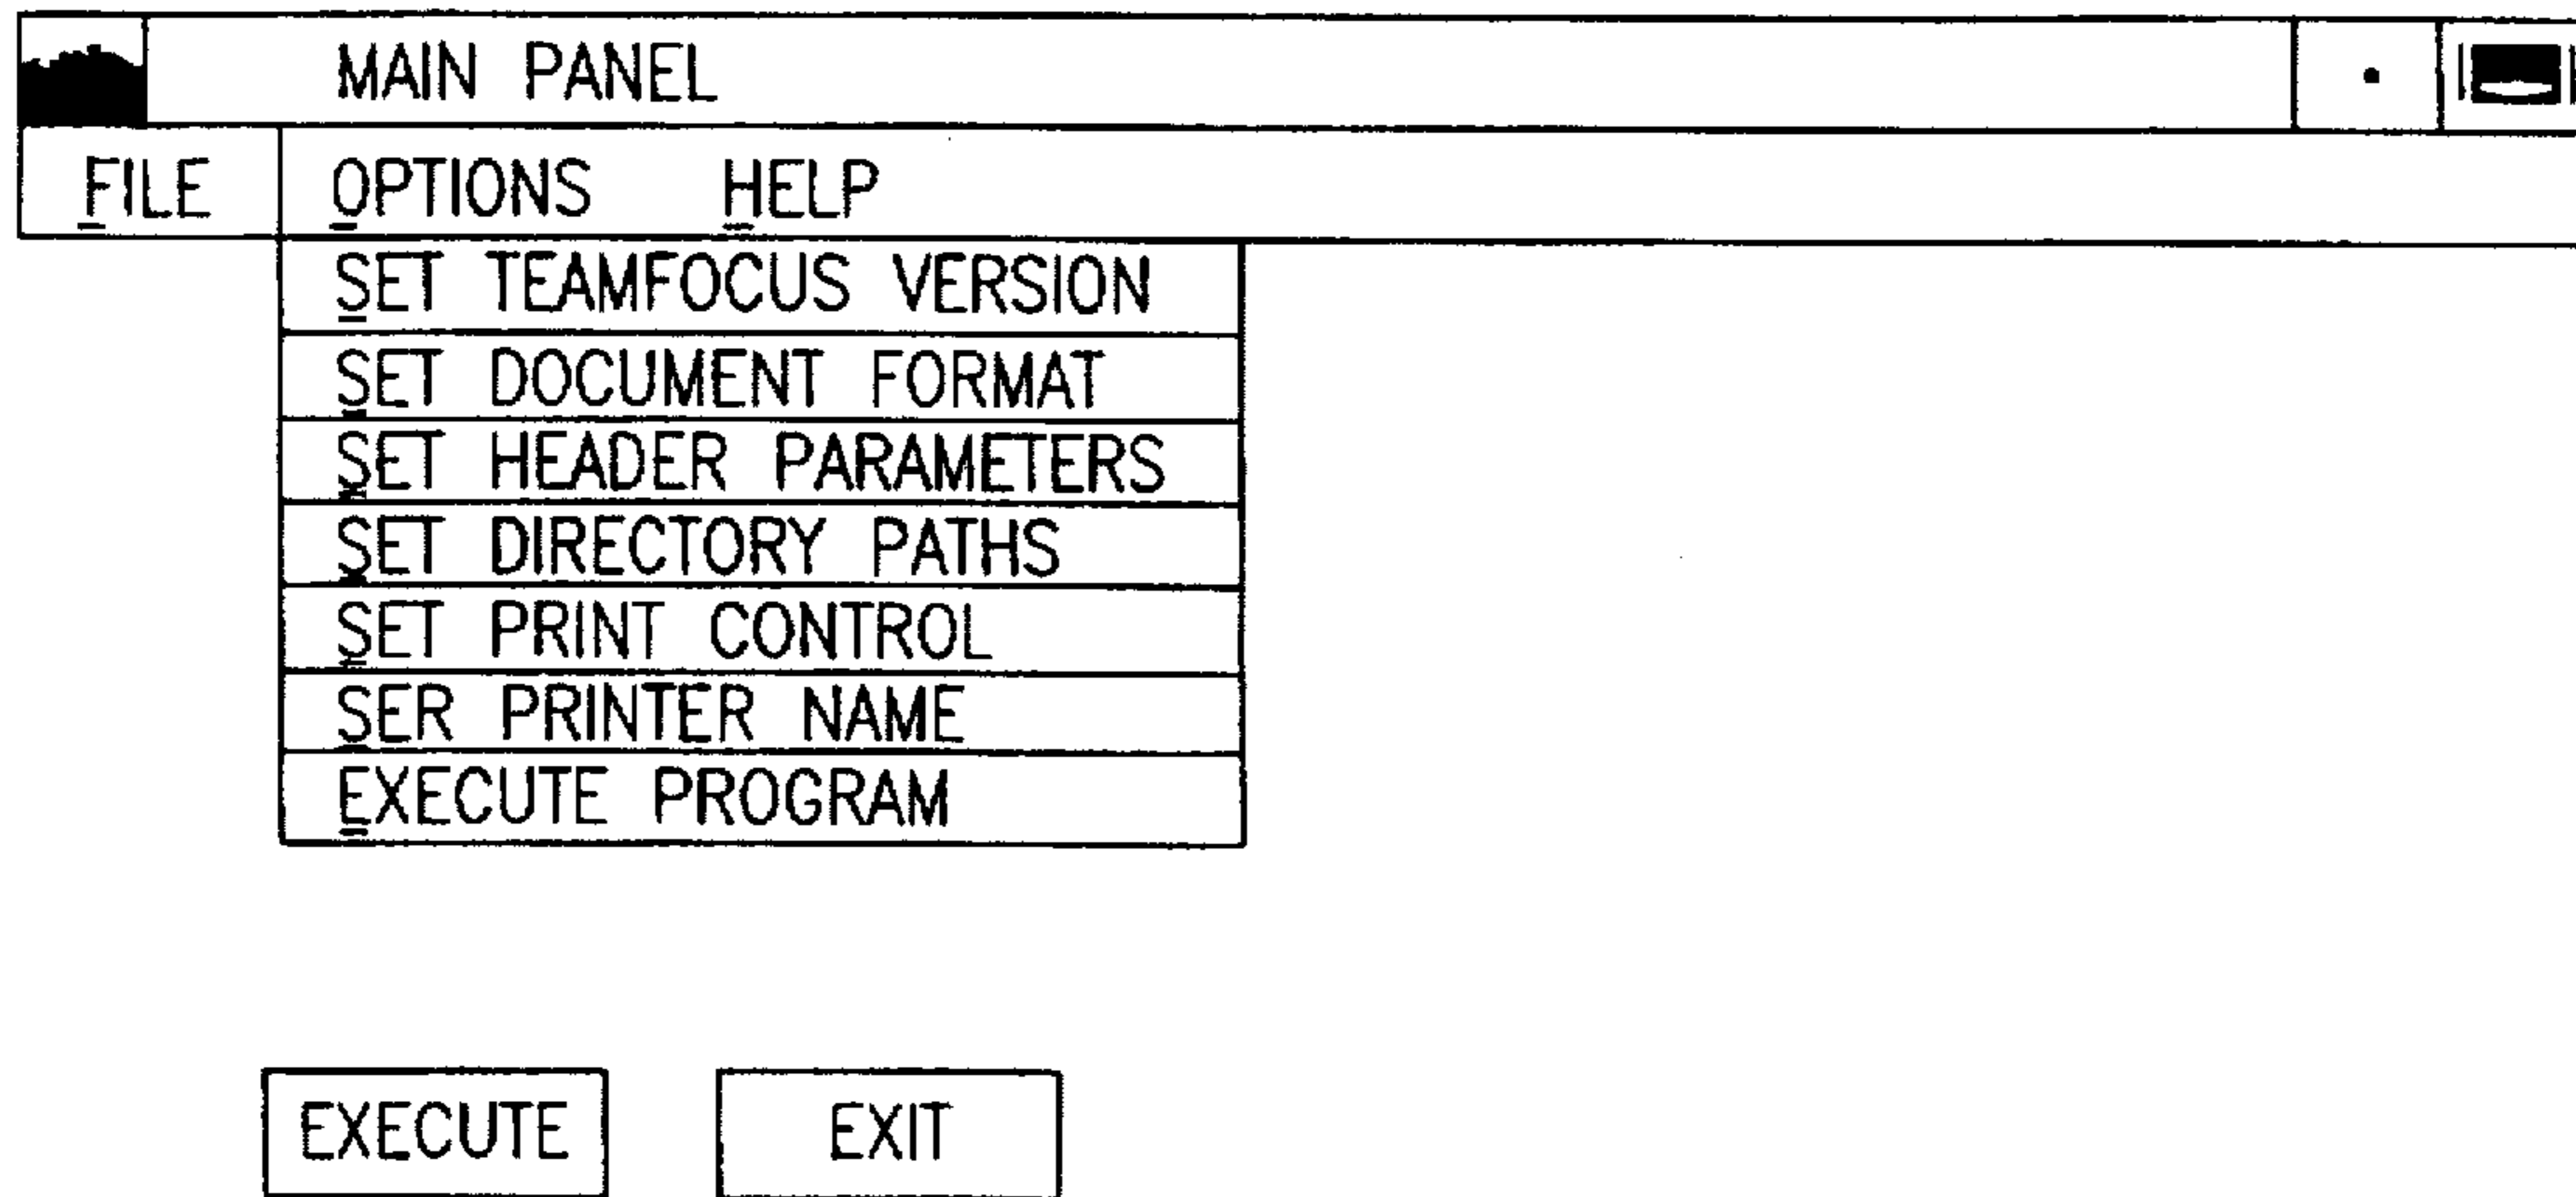 MAIN PANEL
FILE OPTIONS HELP
SET TEAMFOCUS VERSION
SET DOCUMENT FORMAT
SET HEADER PARAMETERS
SET DIRECTORY PATHS
SET PRINT CONTROL
SER PRINTER NAME
EXECUTE PROGRAM
EXECUTE EXIT